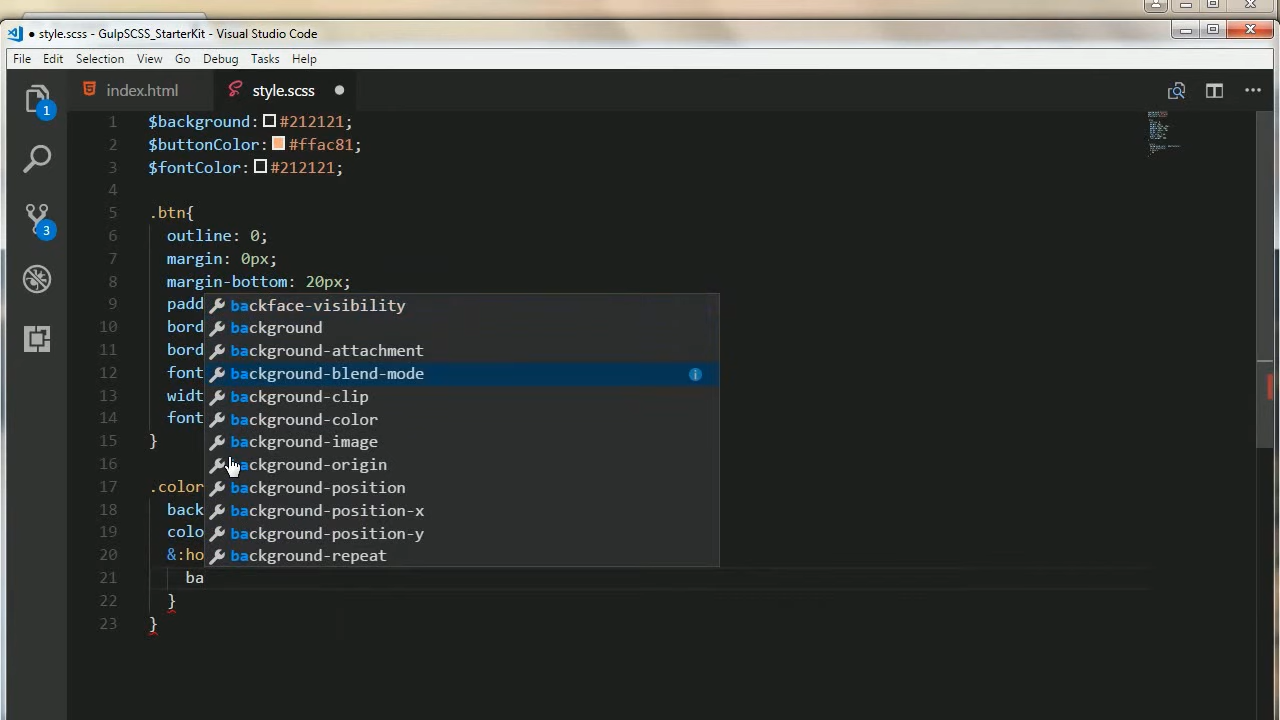 ● style.scss - GulpSCSS_StarterKit - Visual Studio Code
File Edit Selection View Go Debug Tasks Help
1
index.html
style.scss ●
3
1 $background: #212121;
2 $buttonColor: #ffac81;
3 $fontColor: #212121;
4
5 .btn{
6 outline: 0;
7 margin: 0px;
8 margin-bottom: 20px;
9 padd
10 bord
11 bord
12 font
13 widt
14 font
15 }
16
17 .color
18 back
19 colo
20 &:ho
21 ba
22 }
23 }
backface-visibility
background
background-attachment
background-blend-mode
background-clip
background-color
background-image
background-origin
background-position
background-position-x
background-position-y
background-repeat